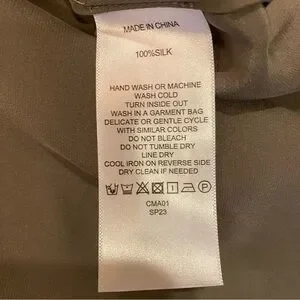 MADE IN CHINA
100%SILK
HAND WASH OR MACHINE
WASH COLD
TURN INSIDE OUT
WASH IN A GARMENT BAG
DELICATE OR GENTLE CYCLE
WITH SIMILAR COLORS
DO NOT BLEACH
DO NOT TUMBLE DRY
LINE DRY
COOL IRON ON REVERSE SIDE
DRY CLEAN IF NEEDED
CMA01
SP23